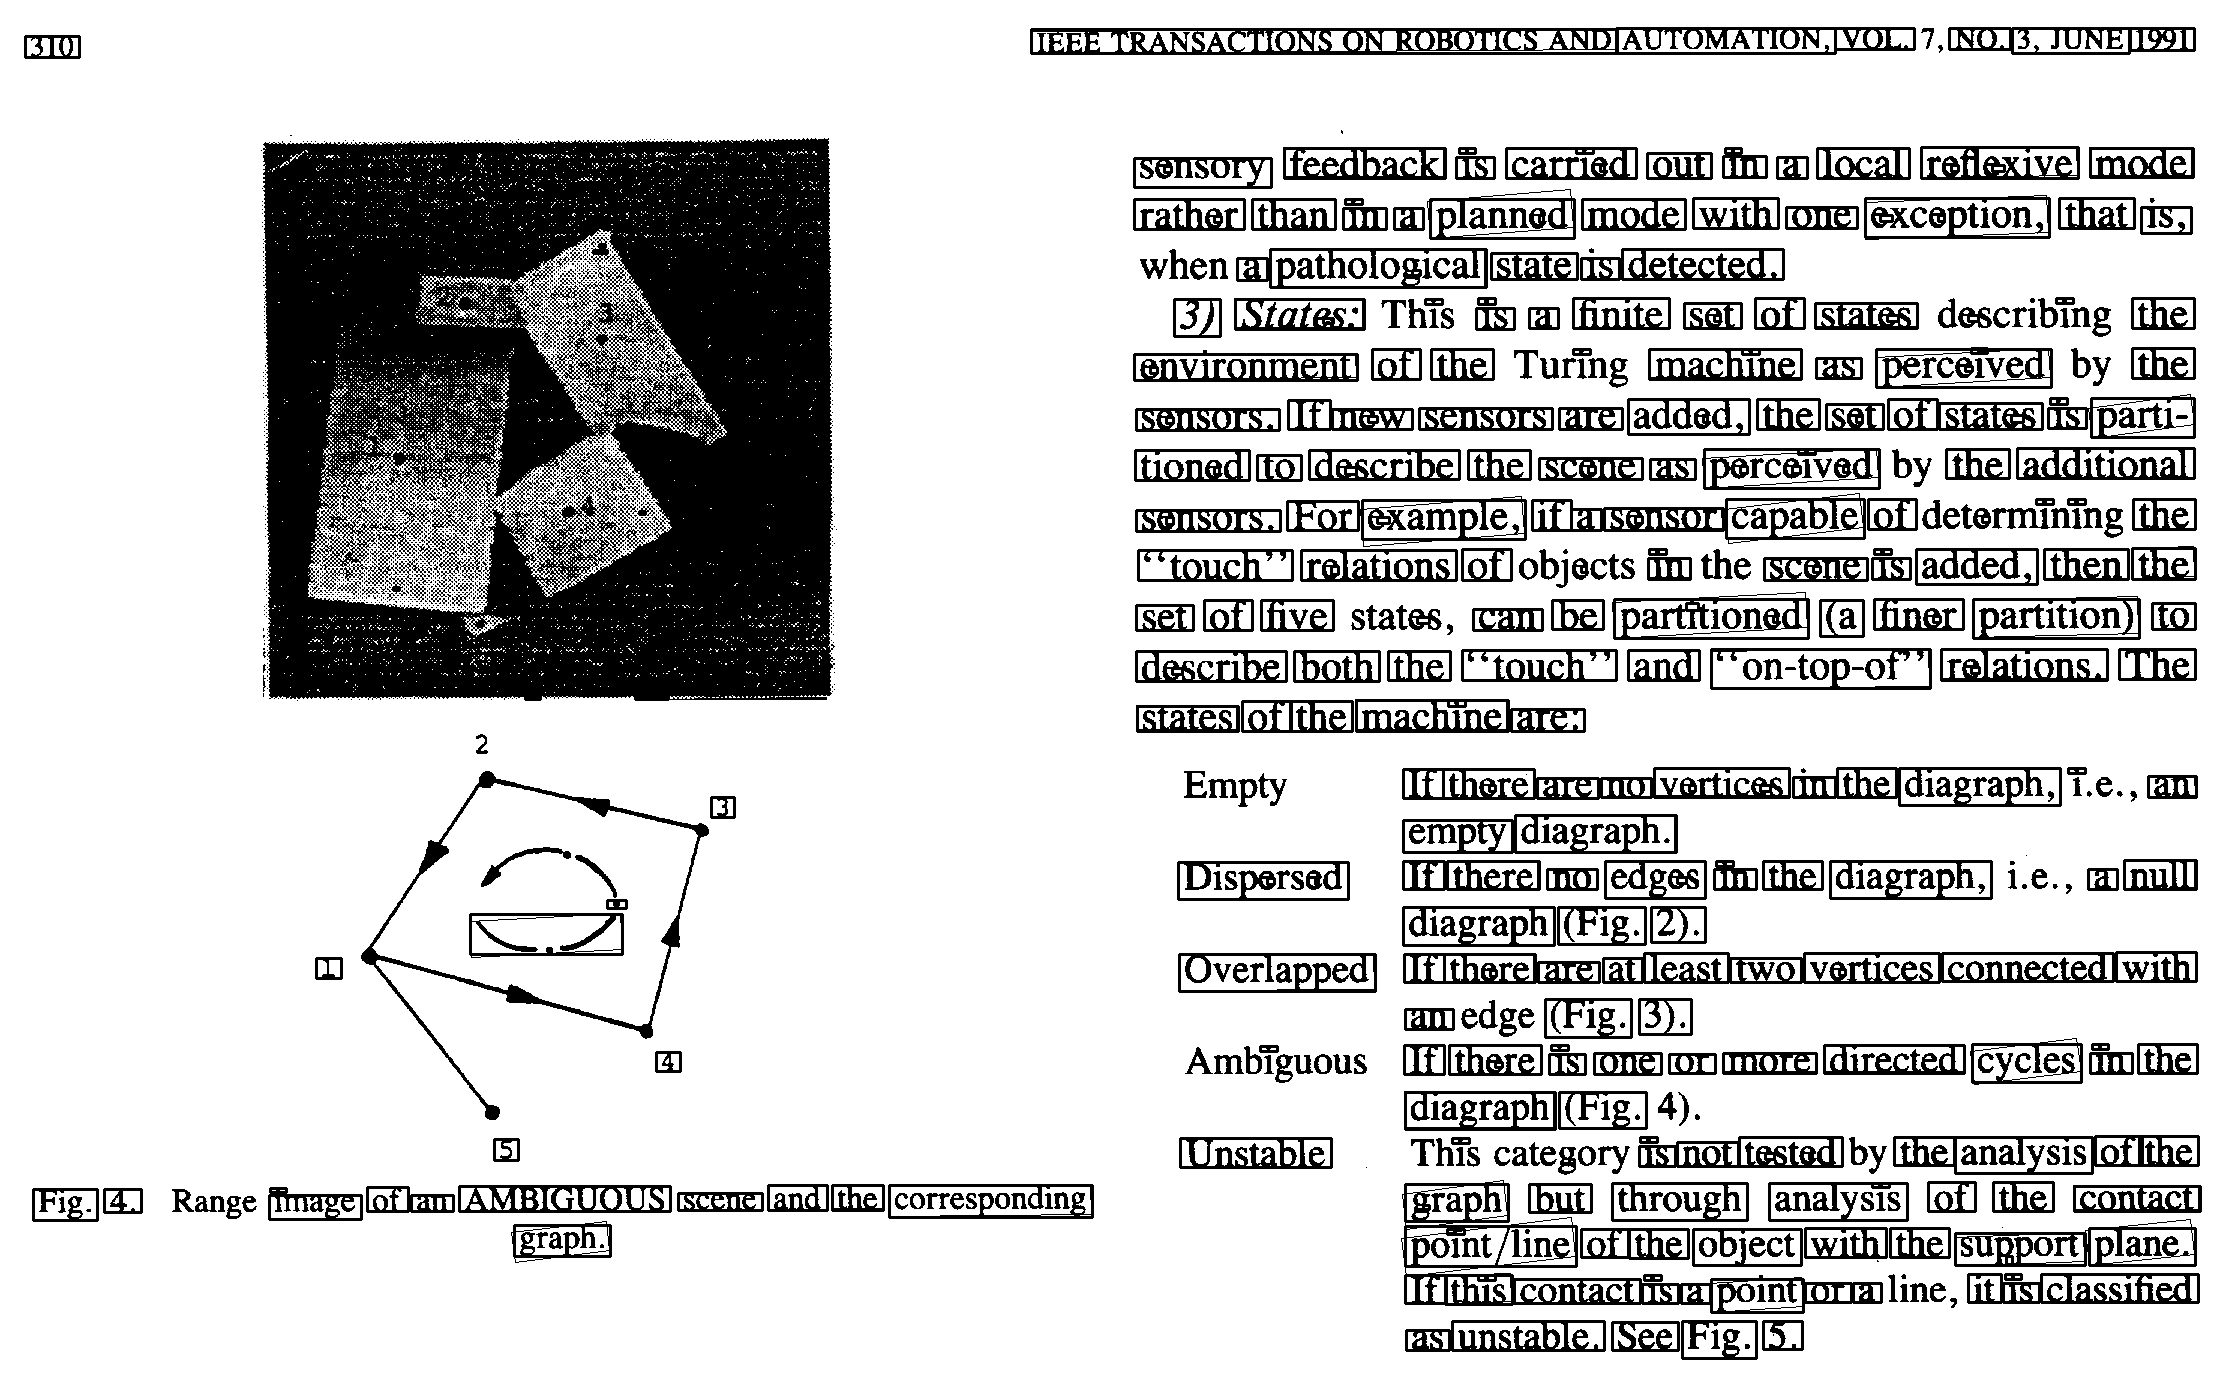 310
IEEE TRANSACTIONS ON ROBOTICS AND AUTOMATION, VOL. 7, NO. 3, JUNE 1991
2
3
1
4
2
3
1
4
5
Fig. 4. Range image of an AMBIGUOUS scene and the corresponding
graph.
sensory feedback is carried out in a local reflexive mode
rather than in a planned mode with one exception, that is,
when a pathological state is detected.
3) States: This is a finite set of states describing the
environment of the Turing machine as perceived by the
sensors. If new sensors are added, the set of states is parti-
tioned to describe the scene as perceived by the additional
sensors. For example, if a sensor capable of determining the
“touch” relations of objects in the scene is added, then the
set of five states, can be partitioned (a finer partition) to
describe both the “touch” and “on-top-of” relations. The
states of the machine are:
Empty If there are no vertices in the diagraph, i.e., an
empty diagraph.
Dispersed If there no edges in the diagraph, i.e., a null
diagraph (Fig. 2).
Overlapped If there are at least two vertices connected with
an edge (Fig. 3).
Ambiguous If there is one or more directed cycles in the
diagraph (Fig. 4).
Unstable This category is not tested by the analysis of the
graph but through analysis of the contact
point/line of the object with the support plane.
If this contact is a point or a line, it is classified
as unstable. See Fig. 5.